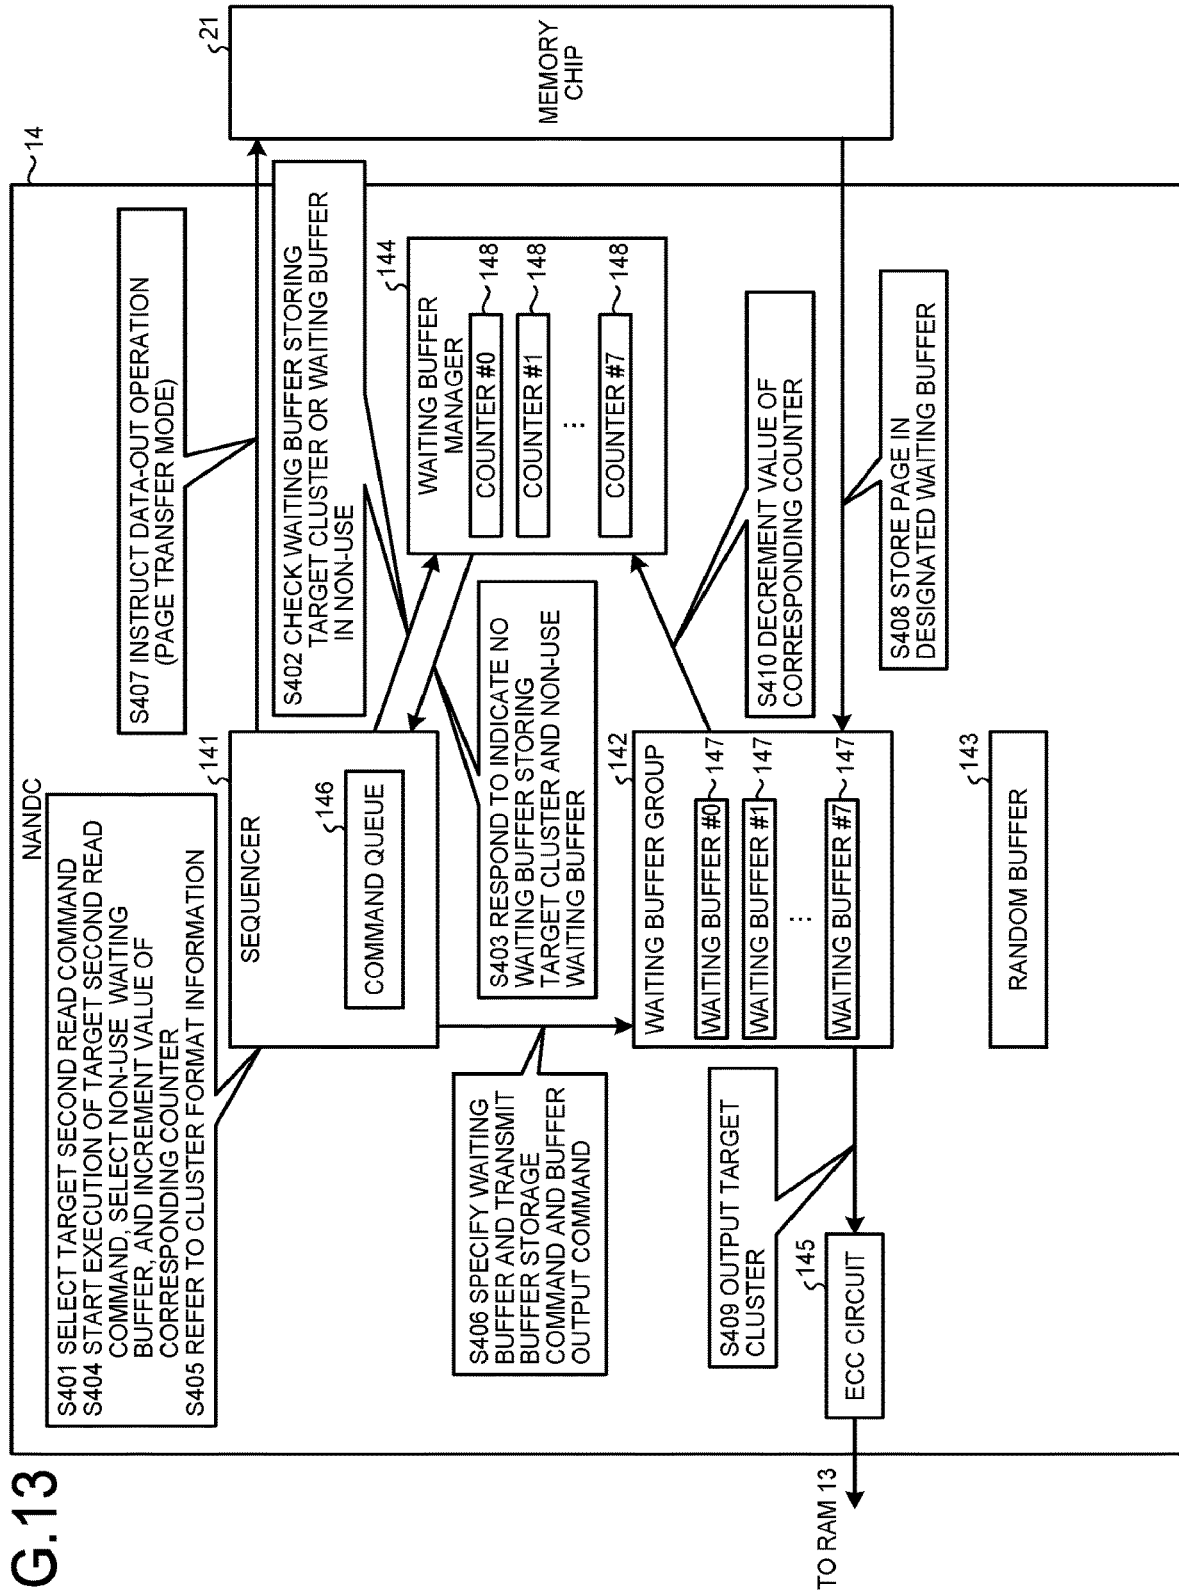 G.13
NANDC
14
S401 SELECT TARGET SECOND READ COMMAND
S404 START EXECUTION OF TARGET SECOND READ
COMMAND, SELECT NON-USE WAITING
BUFFER, AND INCREMENT VALUE OF
CORRESPONDING COUNTER
S405 REFER TO CLUSTER FORMAT INFORMATION
S407 INSTRUCT DATA-OUT OPERATION
(PAGE TRANSFER MODE)
21
MEMORY
CHIP
141
SEQUENCER
146
COMMAND QUEUE
S402 CHECK WAITING BUFFER STORING
TARGET CLUSTER OR WAITING BUFFER
IN NON-USE
144
WAITING BUFFER
MANAGER
COUNTER #0
148
COUNTER #1
148
...
COUNTER #7
148
S403 RESPOND TO INDICATE NO
WAITING BUFFER STORING
TARGET CLUSTER AND NON-USE
WAITING BUFFER
S406 SPECIFY WAITING
BUFFER AND TRANSMIT
BUFFER STORAGE
COMMAND AND BUFFER
OUTPUT COMMAND
142
WAITING BUFFER GROUP
WAITING BUFFER #0
147
WAITING BUFFER #1
147
...
WAITING BUFFER #7
147
S410 DECREMENT VALUE OF
CORRESPONDING COUNTER
S408 STORE PAGE IN
DESIGNATED WAITING BUFFER
S409 OUTPUT TARGET
CLUSTER
145
ECC CIRCUIT
TO RAM 13
143
RANDOM BUFFER